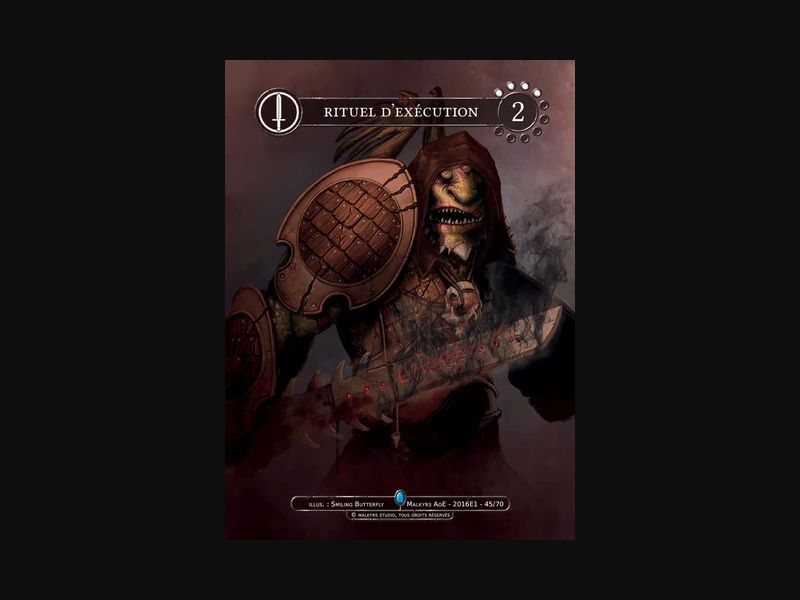 RITUEL D'EXÉCUTION
2
ILLUS. : SMILING BUTTERFLY
MALKYRS AOE - 2016E1 - 45/70
© MALKYRS STUDIO, TOUS DROITS RÉSERVÉS